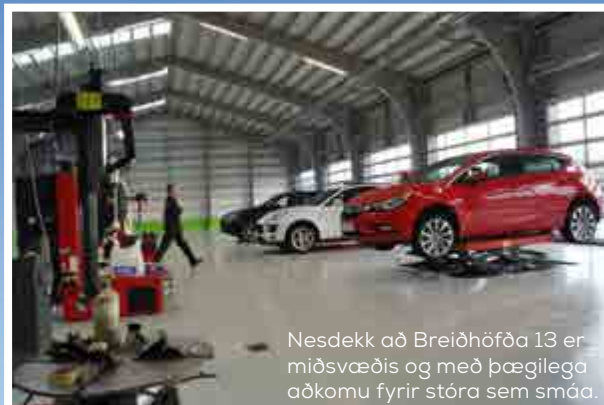 Nesdekk að Breiðhöfða 13 er
miðsvæðis og með þægilega
aðkomu fyrir stóra sem smáa.